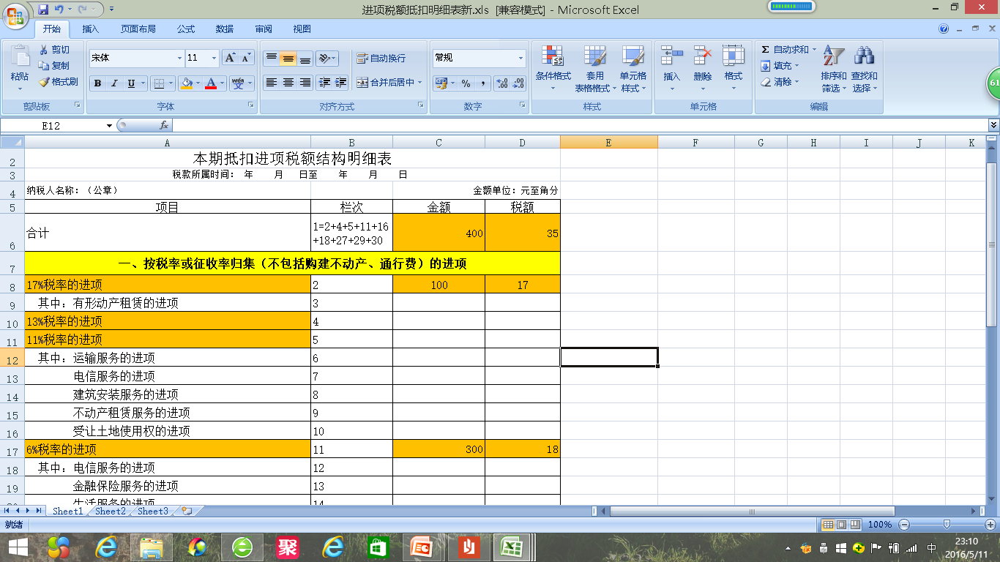 进项税额抵扣明细表新.xls [兼容模式] - Microsoft Excel
开始 插入 页面布局 公式 数据 审阅 视图
剪切 宋体 11 自动换行 常规 Σ 自动求和
复制 填充
粘贴 格式刷 B I U 合并后居中 % , 条件格式 套用 单元格 插入 删除 格式 清除 排序和 查找和
表格格式 样式 筛选 选择
剪贴板 字体 对齐方式 数字 样式 单元格 编辑
61
E12 fx
A B C D E F G H I J K
2 本期抵扣进项税额结构明细表
3 税款所属时间: 年 月 日至 年 月 日
4 纳税人名称:(公章) 金额单位:元至角分
5 项目 栏次 金额 税额
6 合计 1=2+4+5+11+16 400 35
+18+27+29+30
7 一、按税率或征收率归集(不包括购建不动产、通行费)的进项
8 17%税率的进项 2 100 17
9 其中:有形动产租赁的进项 3
10 13%税率的进项 4
11 11%税率的进项 5
12 其中:运输服务的进项 6
13 电信服务的进项 7
14 建筑安装服务的进项 8
15 不动产租赁服务的进项 9
16 受让土地使用权的进项 10
17 6%税率的进项 11 300 18
18 其中:电信服务的进项 12
19 金融保险服务的进项 13
生活服务的进项 14
Sheet1 Sheet2 Sheet3
就绪 100%
聚 中 23:10
2016/5/11